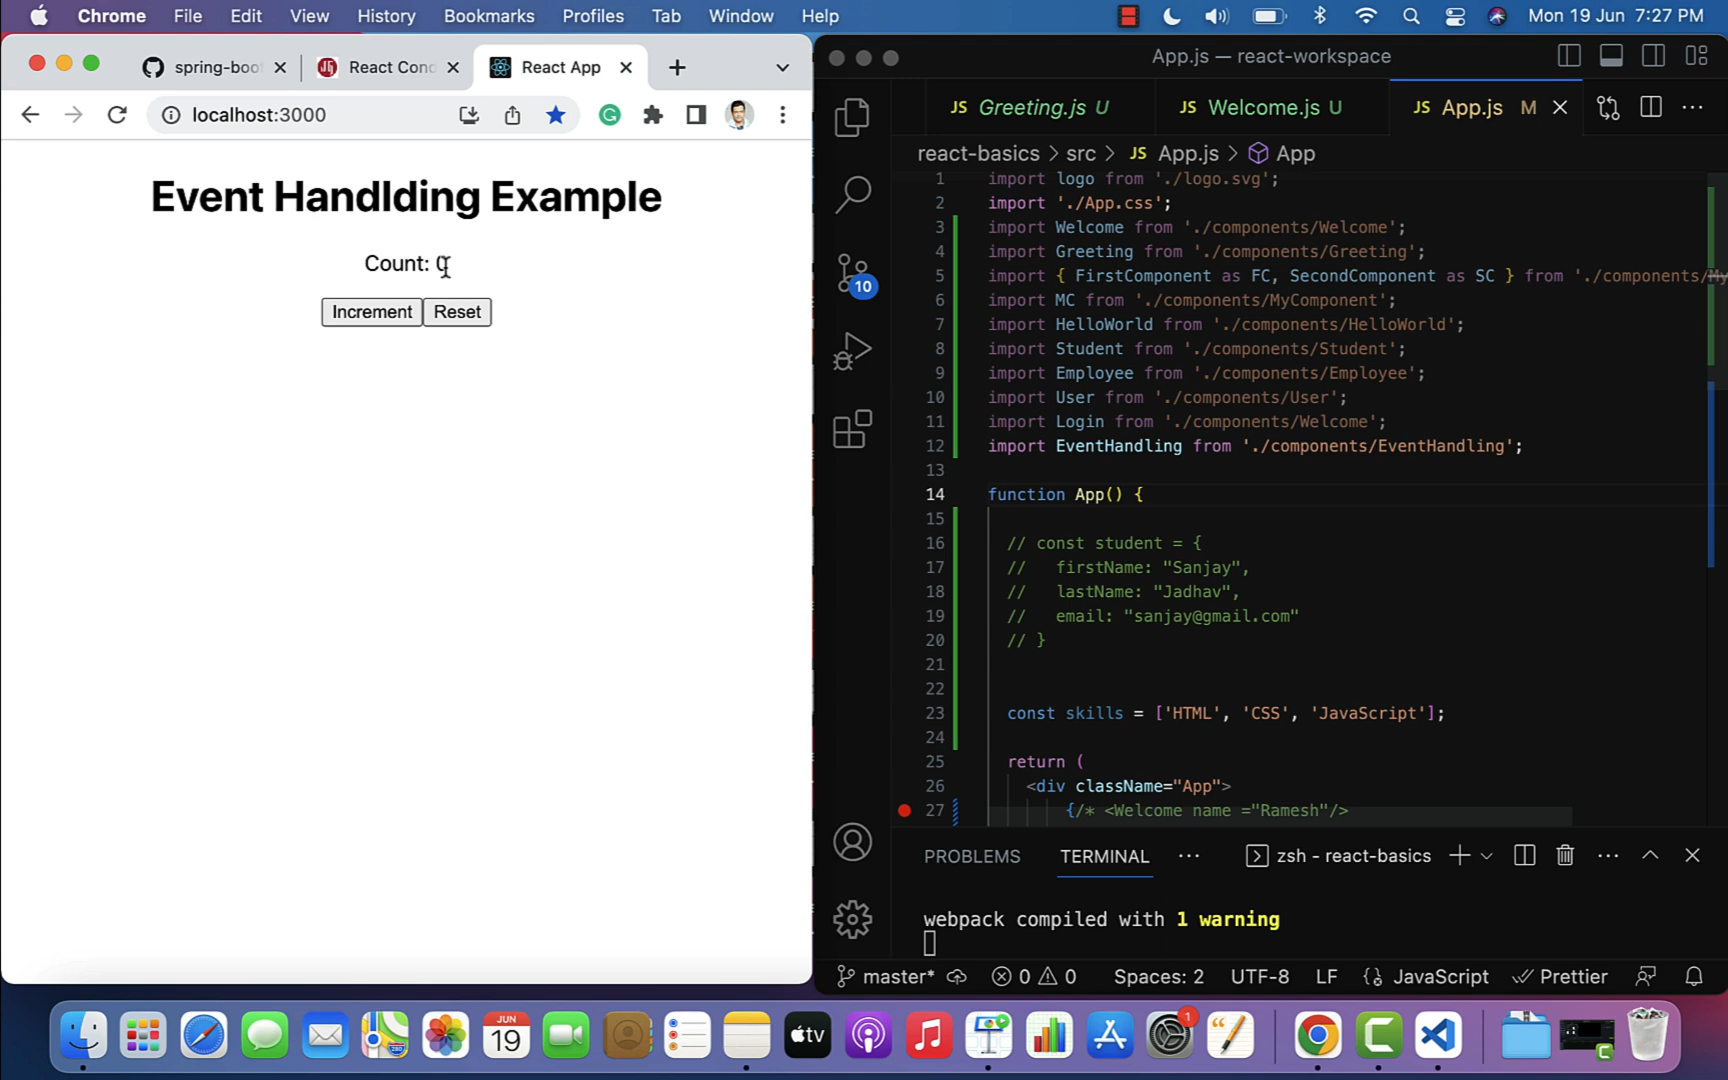 Chrome File Edit View History Bookmarks Profiles Tab Window Help Mon 19 Jun 7:27 PM
spring-boo React Cond React App
localhost:3000
Event Handlding Example
Count: 0
Increment Reset
App.js — react-workspace
JS Greeting.js U JS Welcome.js U JS App.js M
react-basics > src > JS App.js > App
1 import logo from './logo.svg';
2 import './App.css';
3 import Welcome from './components/Welcome';
4 import Greeting from './components/Greeting';
5 import { FirstComponent as FC, SecondComponent as SC } from './components/My
6 import MC from './components/MyComponent';
7 import HelloWorld from './components/HelloWorld';
8 import Student from './components/Student';
9 import Employee from './components/Employee';
10 import User from './components/User';
11 import Login from './components/Welcome';
12 import EventHandling from './components/EventHandling';
13
14 function App() {
15
16 // const student = {
17 // firstName: "Sanjay",
18 // lastName: "Jadhav",
19 // email: "sanjay@gmail.com"
20 // }
21
22
23 const skills = ['HTML', 'CSS', 'JavaScript'];
24
25 return (
26 <div className="App">
27 {/* <Welcome name ="Ramesh"/>
10
PROBLEMS TERMINAL ··· zsh - react-basics
webpack compiled with 1 warning
master* 0 0 Spaces: 2 UTF-8 LF JavaScript Prettier
JUN
19
tv
1